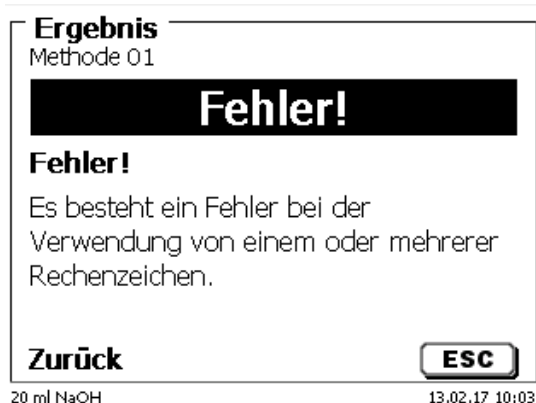 Ergebnis
Methode 01
Fehler!
Fehler!
Es besteht ein Fehler bei der
Verwendung von einem oder mehrerer
Rechenzeichen.
Zurück ESC
20 ml NaOH 13.02.17 10:03